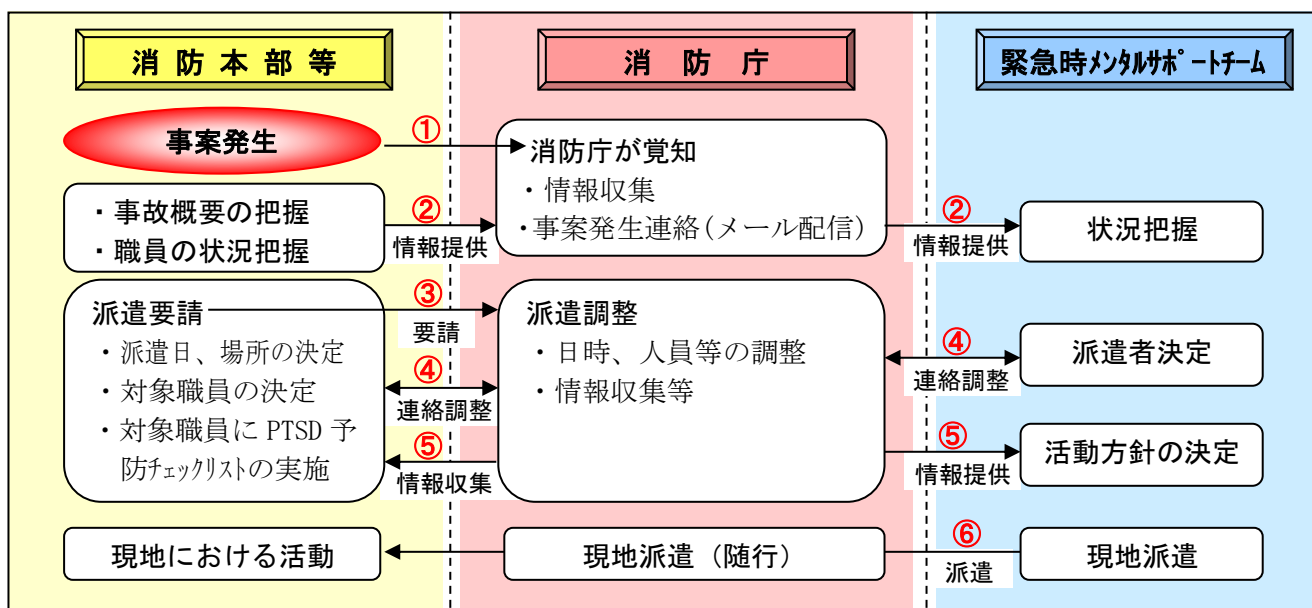 消防本部等
消防庁
緊急時メンタルサポートチーム
事案発生
①
消防庁が覚知
・情報収集
・事案発生連絡（メール配信）
・事故概要の把握
・職員の状況把握
②
情報提供
②
情報提供
状況把握
派遣要請
・派遣日、場所の決定
・対象職員の決定
・対象職員に PTSD 予
防チェックリストの実施
③
要請
④
連絡調整
⑤
情報収集
派遣調整
・日時、人員等の調整
・情報収集等
④
連絡調整
派遣者決定
⑤
情報提供
活動方針の決定
現地における活動
現地派遣（随行）
⑥
派遣
現地派遣